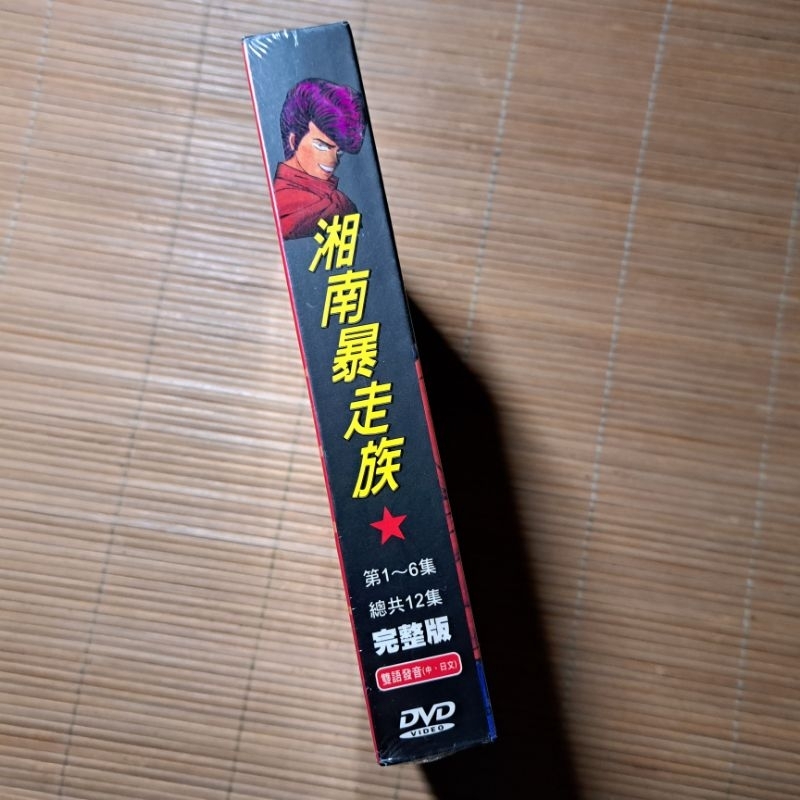 湘南暴走族
第1～6集
總共12集
完整版
雙語發音(中、日文)
DVD
VIDEO